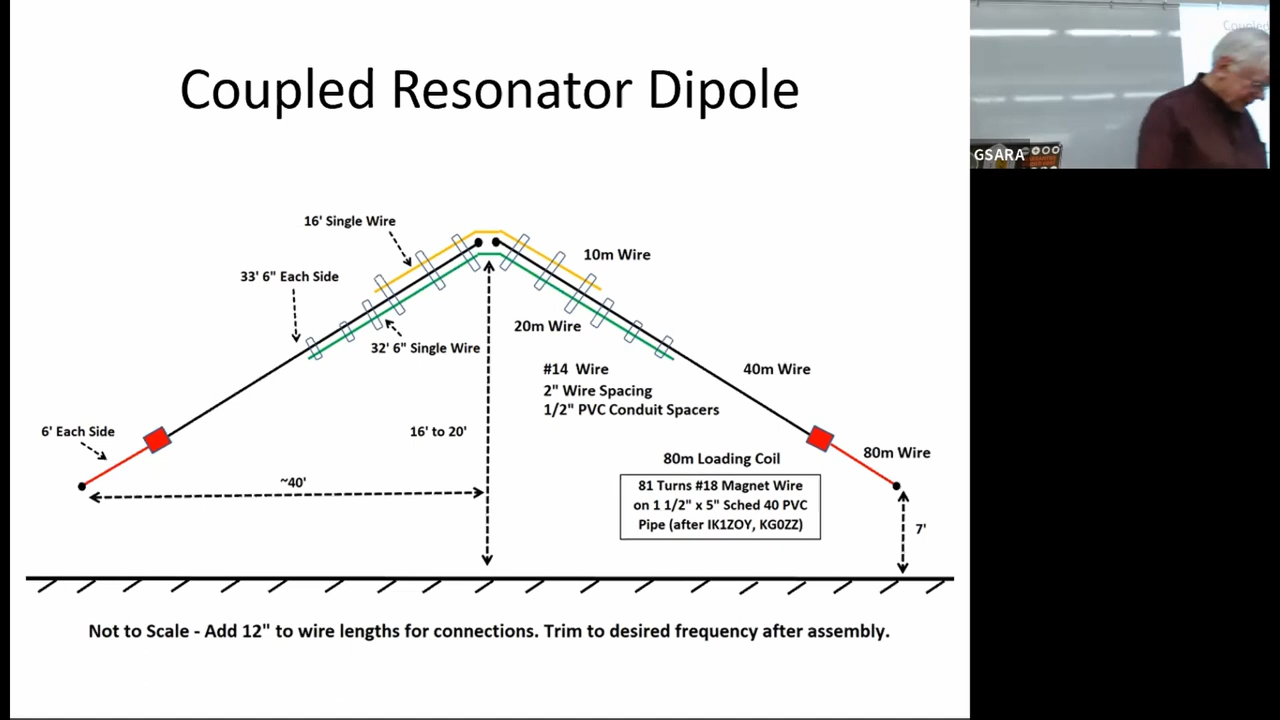 Coupled Resonator Dipole
16' Single Wire
33' 6" Each Side
10m Wire
20m Wire
32' 6" Single Wire
#14 Wire
2" Wire Spacing
1/2" PVC Conduit Spacers
40m Wire
6' Each Side
16' to 20'
80m Wire
80m Loading Coil
~40'
81 Turns #18 Magnet Wire
on 1 1/2" x 5" Sched 40 PVC
Pipe (after IK1ZOY, KG0ZZ)
7'
Not to Scale - Add 12" to wire lengths for connections. Trim to desired frequency after assembly.
GSARA
Coupled